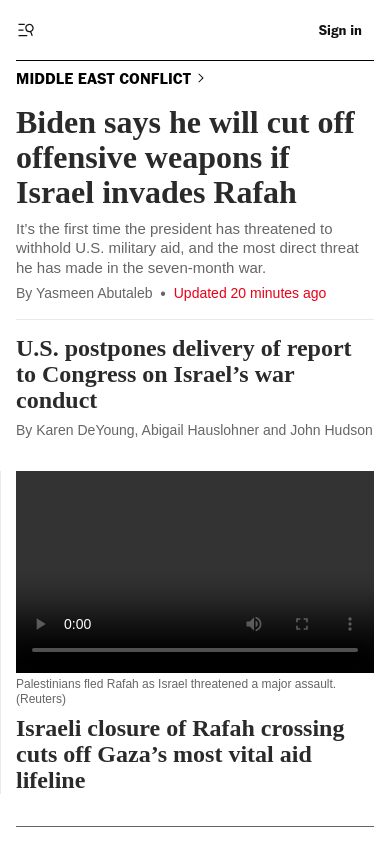 Sign in
MIDDLE EAST CONFLICT
Biden says he will cut off
offensive weapons if
Israel invades Rafah
It’s the first time the president has threatened to
withhold U.S. military aid, and the most direct threat
he has made in the seven-month war.
By Yasmeen Abutaleb • Updated 20 minutes ago
U.S. postpones delivery of report
to Congress on Israel’s war
conduct
By Karen DeYoung, Abigail Hauslohner and John Hudson
0:00
Palestinians fled Rafah as Israel threatened a major assault.
(Reuters)
Israeli closure of Rafah crossing
cuts off Gaza’s most vital aid
lifeline